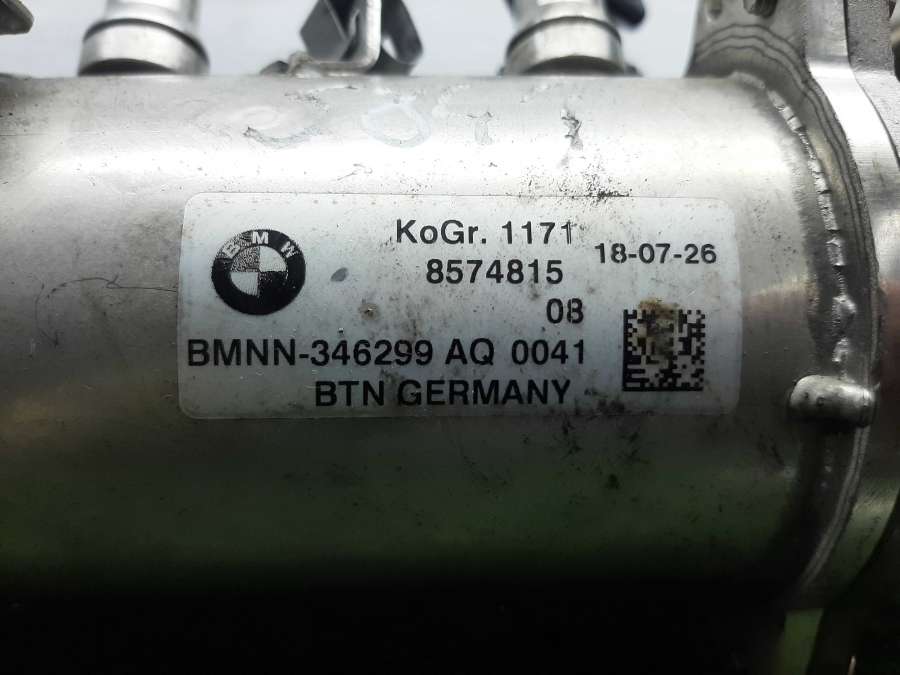 BMW
KoGr. 1171
18-07-26
8574815
08
BMNN-346299 AQ 0041
BTN GERMANY